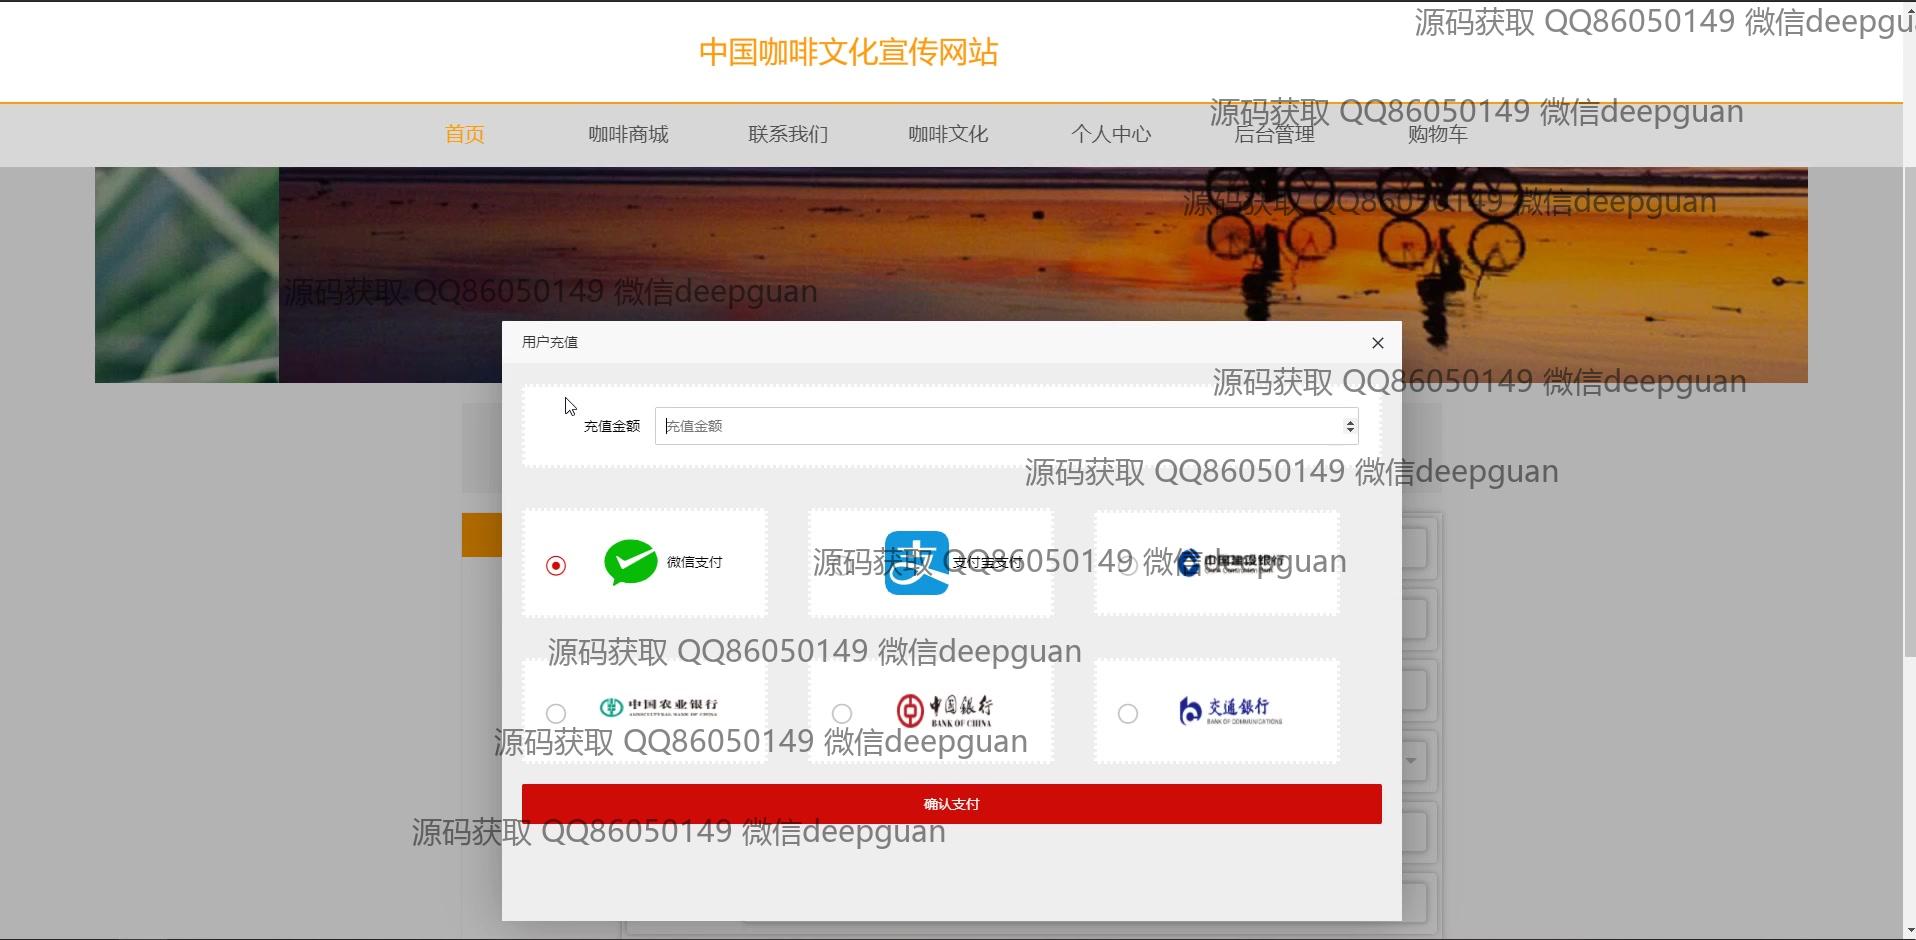 源码获取 QQ86050149 微信deepgu
中国咖啡文化宣传网站
源码获取 QQ86050149 微信deepguan
首页 咖啡商城 联系我们 咖啡文化 个人中心 后台管理 购物车
源码获取 QQ86050149 微信deepguan
源码获取 QQ86050149 微信deepguan
用户充值
源码获取 QQ86050149 微信deepguan
充值金额 充值金额
源码获取 QQ86050149 微信deepguan
微信支付 支付宝支付 中国建设银行
China Construction Bank
源码获取 QQ86050149 微信deepguan
源码获取 QQ86050149 微信deepguan
中国农业银行 中国银行 交通银行
AGRICULTURAL BANK OF CHINA BANK OF CHINA BANK OF COMMUNICATIONS
源码获取 QQ86050149 微信deepguan
确认支付
源码获取 QQ86050149 微信deepguan